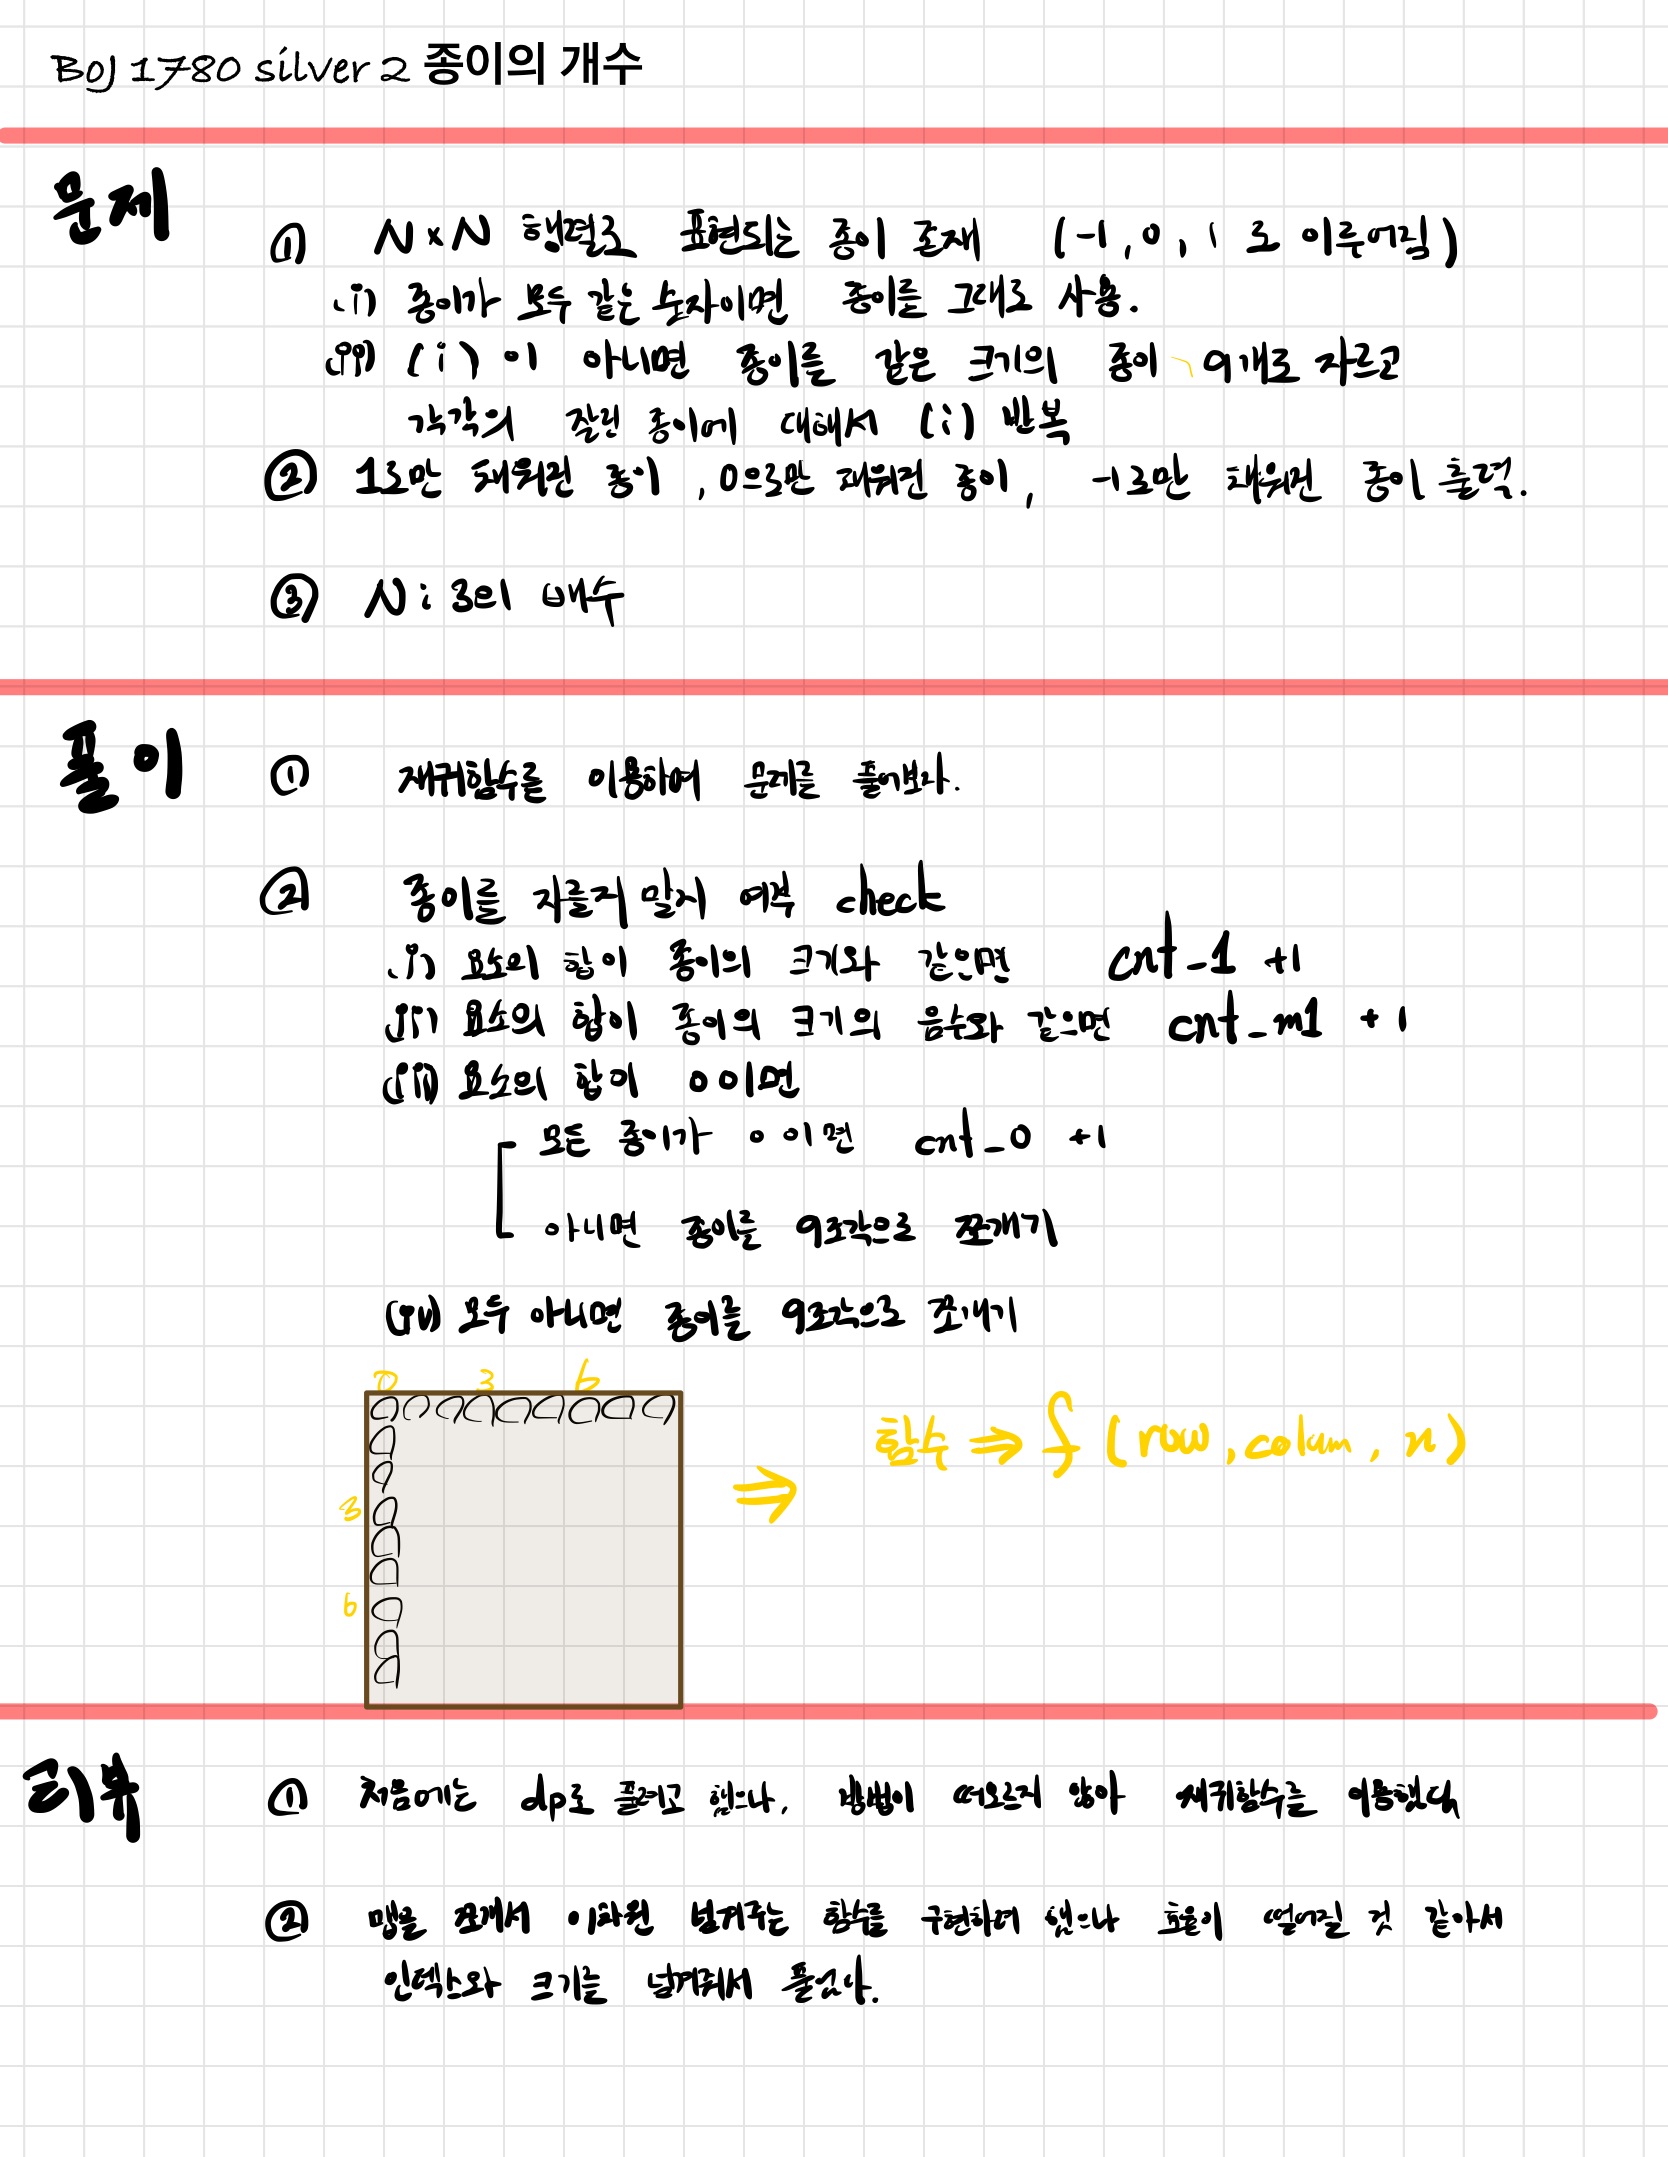 BOJ 1780 silver 2 종이의 개수
문제
① N×N 행렬로 표현되는 종이 존재 (-1, 0, 1 로 이루어짐)
(i) 종이가 모두 같은 숫자이면 종이를 그대로 사용.
(ii) (i) 이 아니면 종이를 같은 크기의 종이 9개로 자르고
각각의 잘린 종이에 대해서 (i) 반복
② 1로만 채워진 종이, 0으로만 채워진 종이, -1로만 채워진 종이 출력.
③ N : 3의 배수
풀이
① 재귀함수를 이용하여 문제를 풀어보자.
② 종이를 자를지 말지 여부 check
(i) 요소의 합이 종이의 크기와 같으면 cnt_1 +1
(ii) 요소의 합이 종이의 크기의 음수와 같으면 cnt_m1 +1
(iii) 요소의 합이 0이면
모든 종이가 0 이면 cnt_0 +1
아니면 종이를 9조각으로 쪼개기
(iv) 모두 아니면 종이를 9조각으로 쪼개기
0 3 6
3
6
⇒ 함수 ⇒ f (row, colum, n)
리뷰
① 처음에는 dp로 풀려고 했으나, 방법이 떠오르지 않아 재귀함수를 이용했다
② 맵을 쪼개서 이차원 넘겨주는 함수를 구현하려 했으나 효율이 떨어질 것 같아서
인덱스와 크기를 넘겨줘서 풀었다.